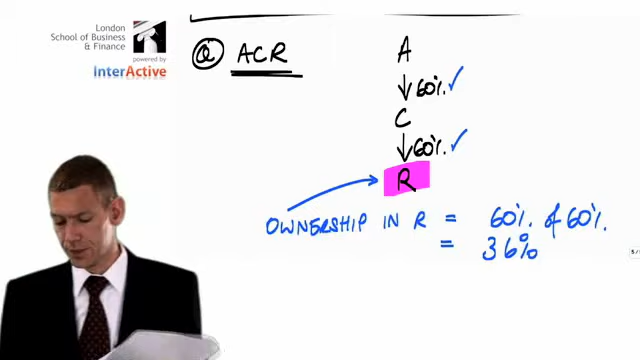 London
School of Business
& Finance
powered by
InterActive
Q ACR
A
60%. ✓
C
60%. ✓
R
OWNERSHIP IN R = 60%. of 60%.
= 36%